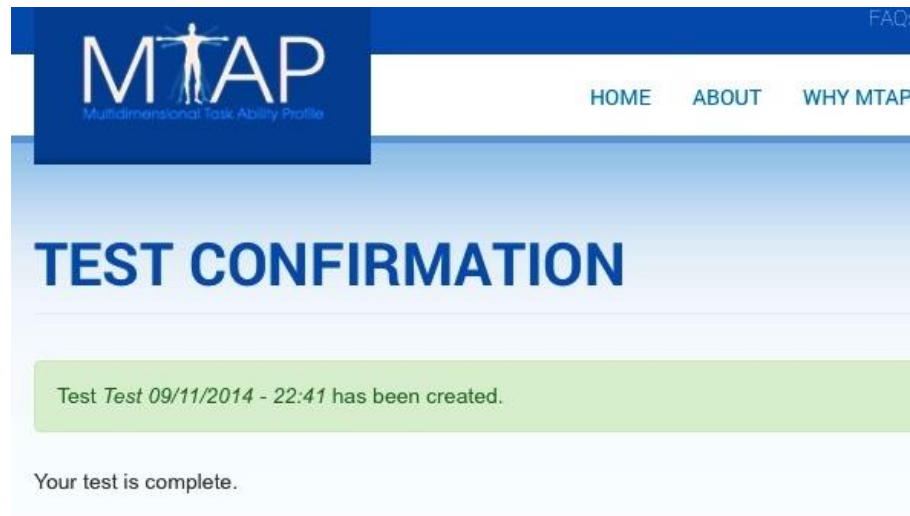 FAQ
MTAP
Multidimensional Task Ability Profile
HOME ABOUT WHY MTAP
TEST CONFIRMATION
Test Test 09/11/2014 - 22:41 has been created.
Your test is complete.